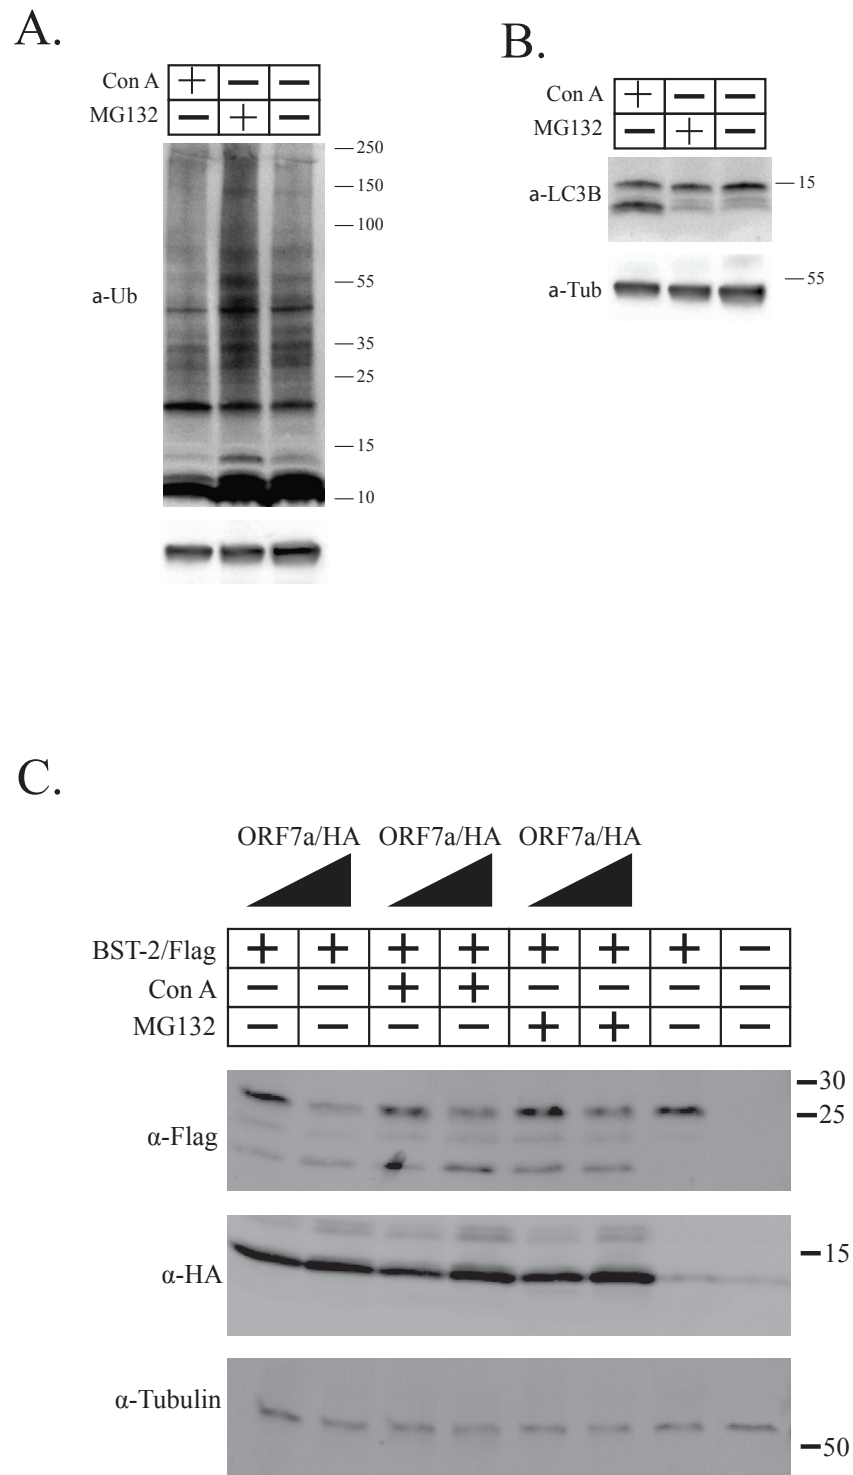 A.
Con A + − −
MG132 − + −
250
150
100
a-Ub
55
35
25
15
10
B.
Con A + − −
MG132 − + −
a-LC3B
15
a-Tub
55
C.
ORF7a/HA ORF7a/HA ORF7a/HA
BST-2/Flag + + + + + + + −
Con A − − + + − − − −
MG132 − − − − + + − −
30
25
α-Flag
15
α-HA
α-Tubulin
50